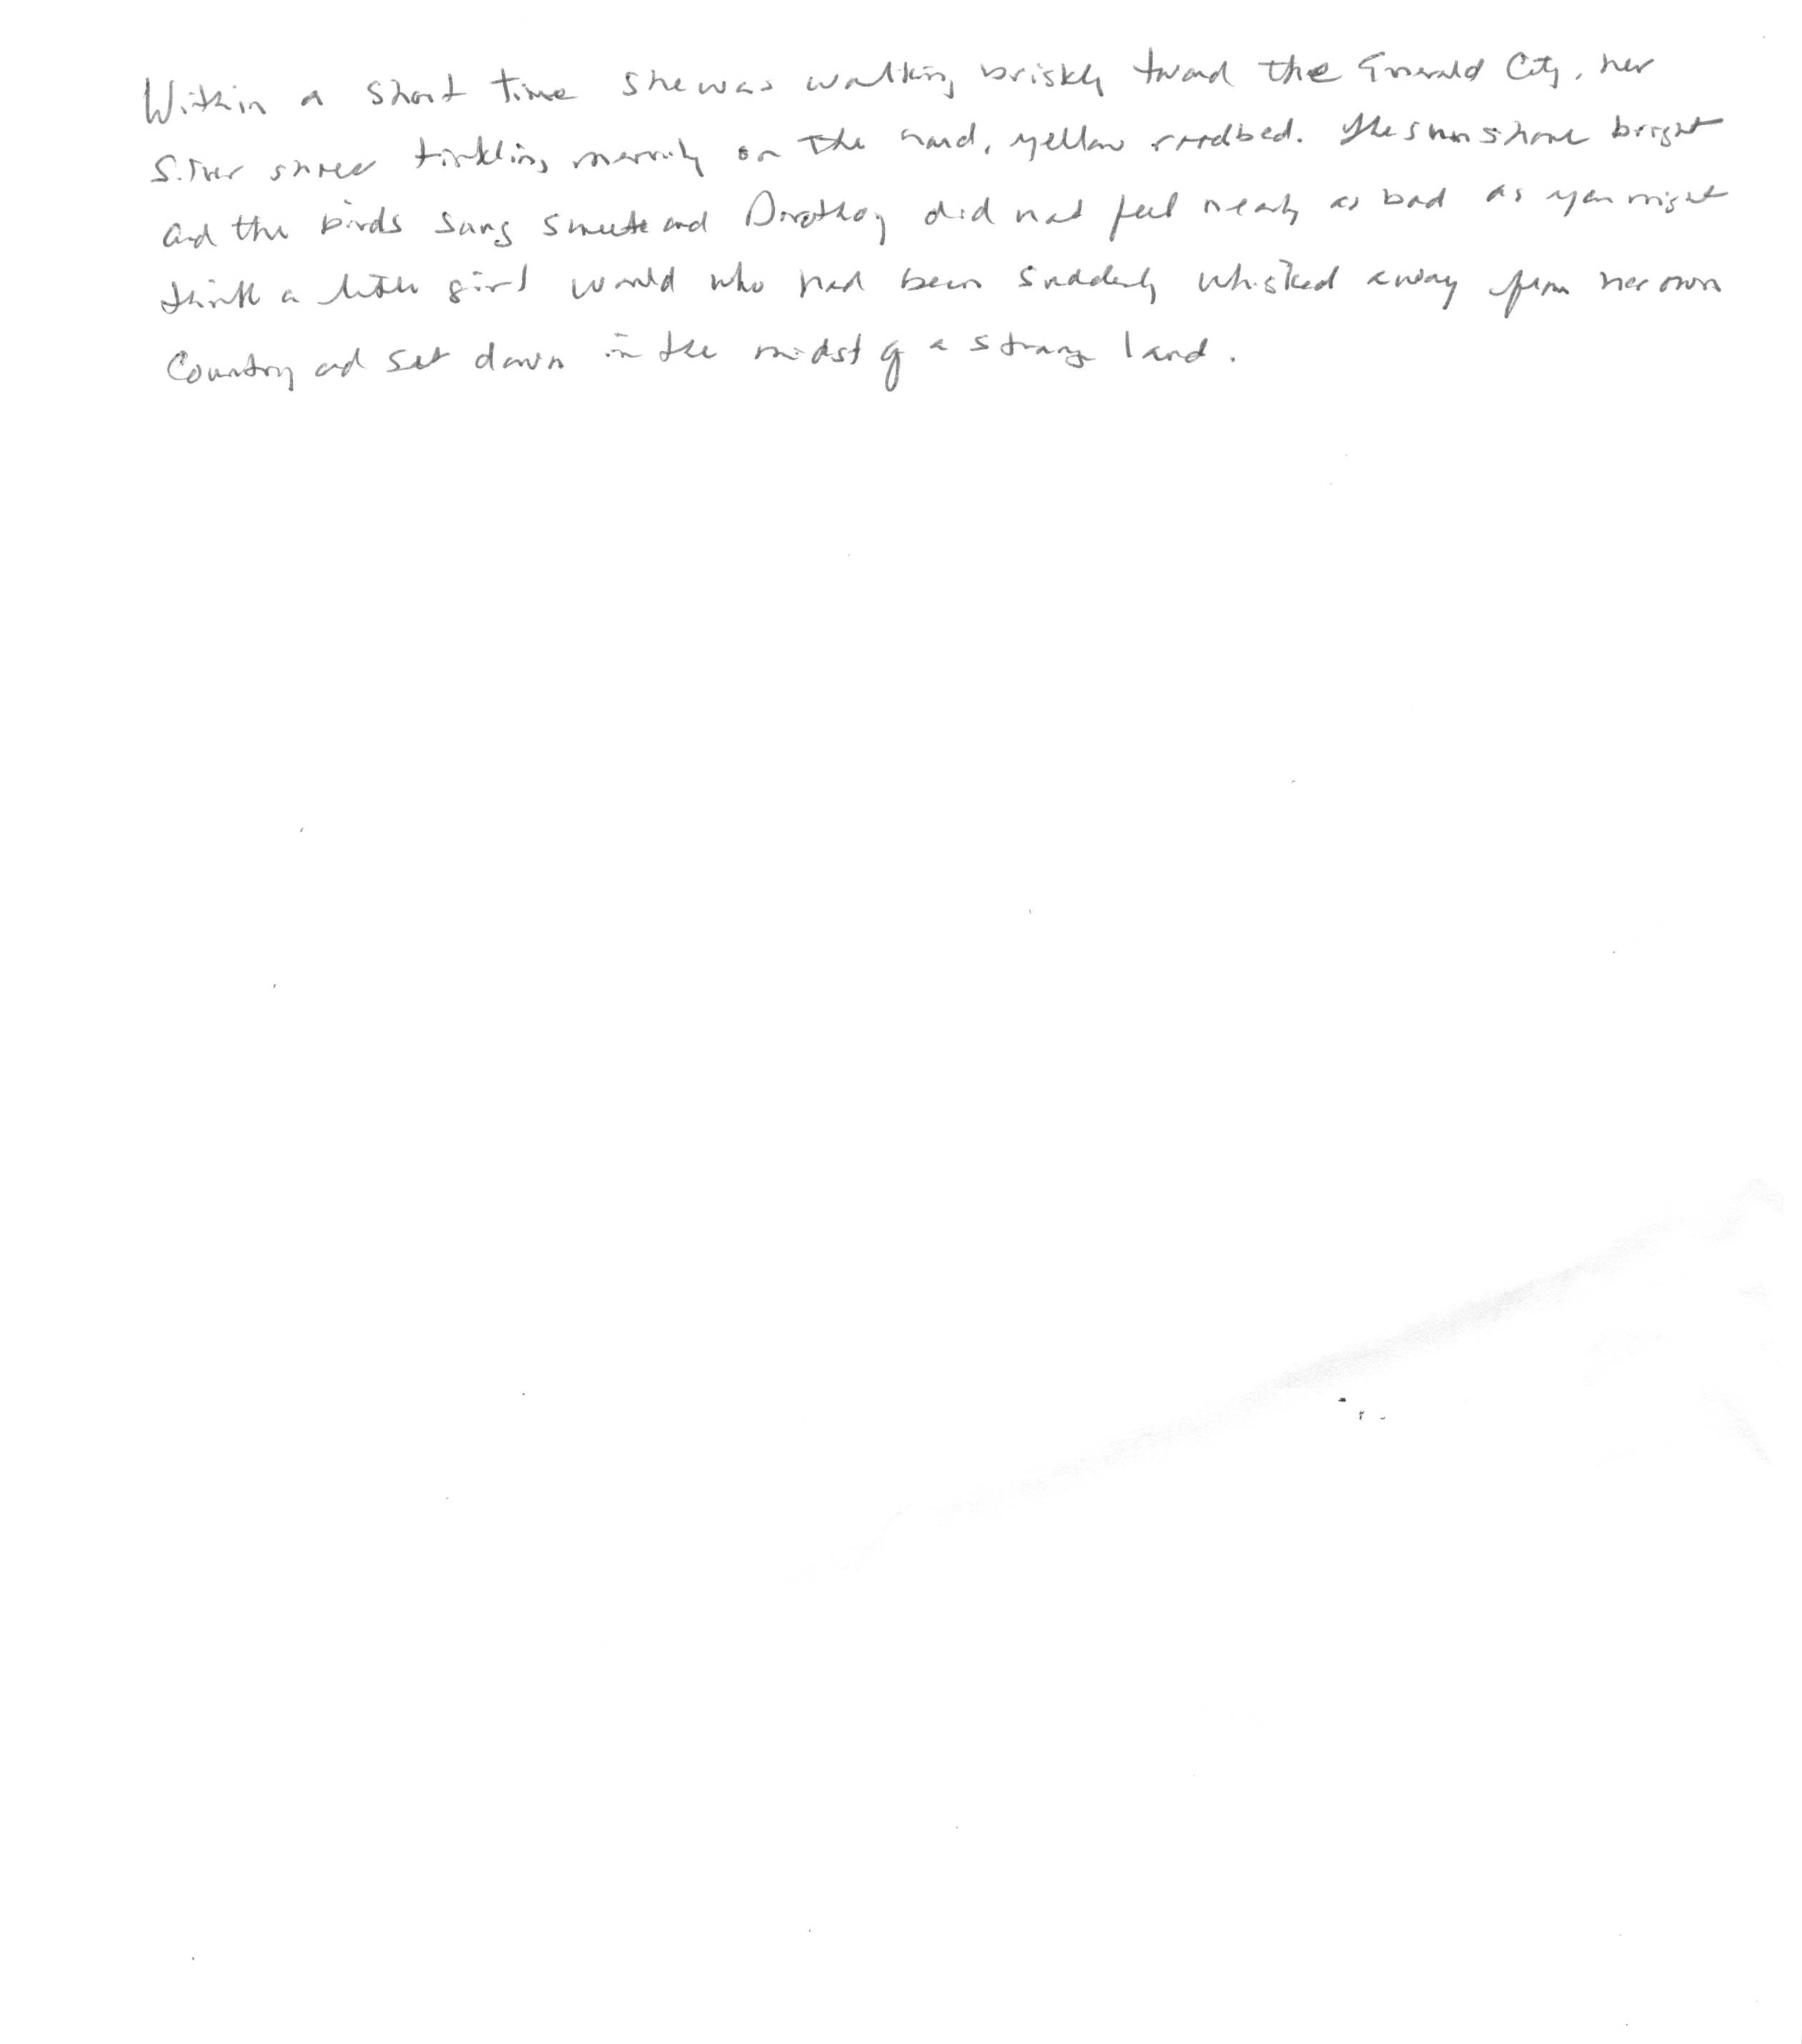 Within a short time she was walking briskly toward the Emerald City, her
Silver shoes tinkling merrily on the hard, yellow roadbed. The sun shone bright
and the birds sang sweet and Dorothy did not feel nearly as bad as you might
think a little girl would who had been suddenly whisked away from her own
Country and set down in the midst of a strange land.